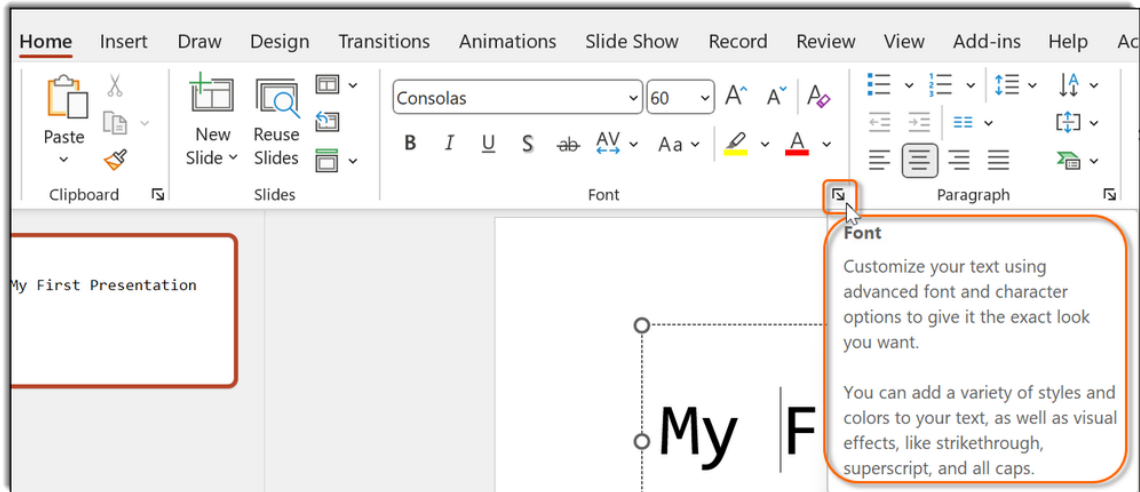 Home Insert Draw Design Transitions Animations Slide Show Record Review View Add-ins Help Ac
Consolas 60
Paste
New Slide
Reuse Slides
B I U S ab AV Aa A
Clipboard Slides Font Paragraph
Font
Customize your text using
advanced font and character
options to give it the exact look
you want.
You can add a variety of styles and
colors to your text, as well as visual
effects, like strikethrough,
superscript, and all caps.
My First Presentation
My F